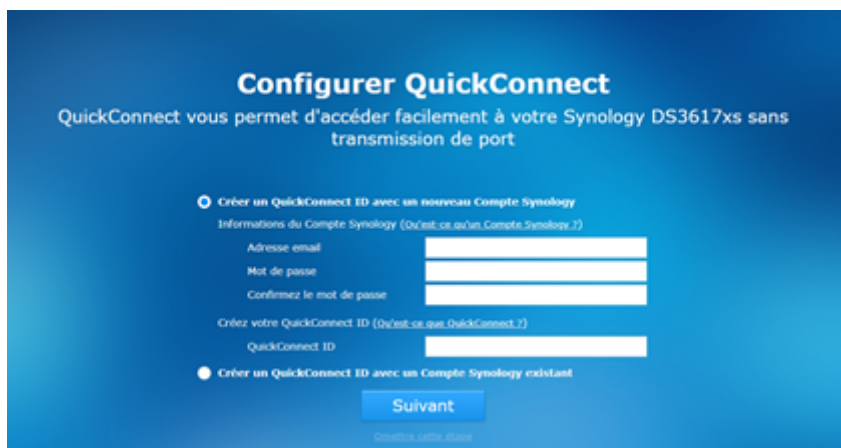 Configurer QuickConnect
QuickConnect vous permet d'accéder facilement à votre Synology DS3617xs sans
transmission de port
Créer un QuickConnect ID avec un nouveau Compte Synology
Informations du Compte Synology (Qu'est-ce qu'un Compte Synology ?)
Adresse email
Mot de passe
Confirmez le mot de passe
Créez votre QuickConnect ID (Qu'est-ce que QuickConnect ?)
QuickConnect ID
Créer un QuickConnect ID avec un Compte Synology existant
Suivant
Omettre cette étape